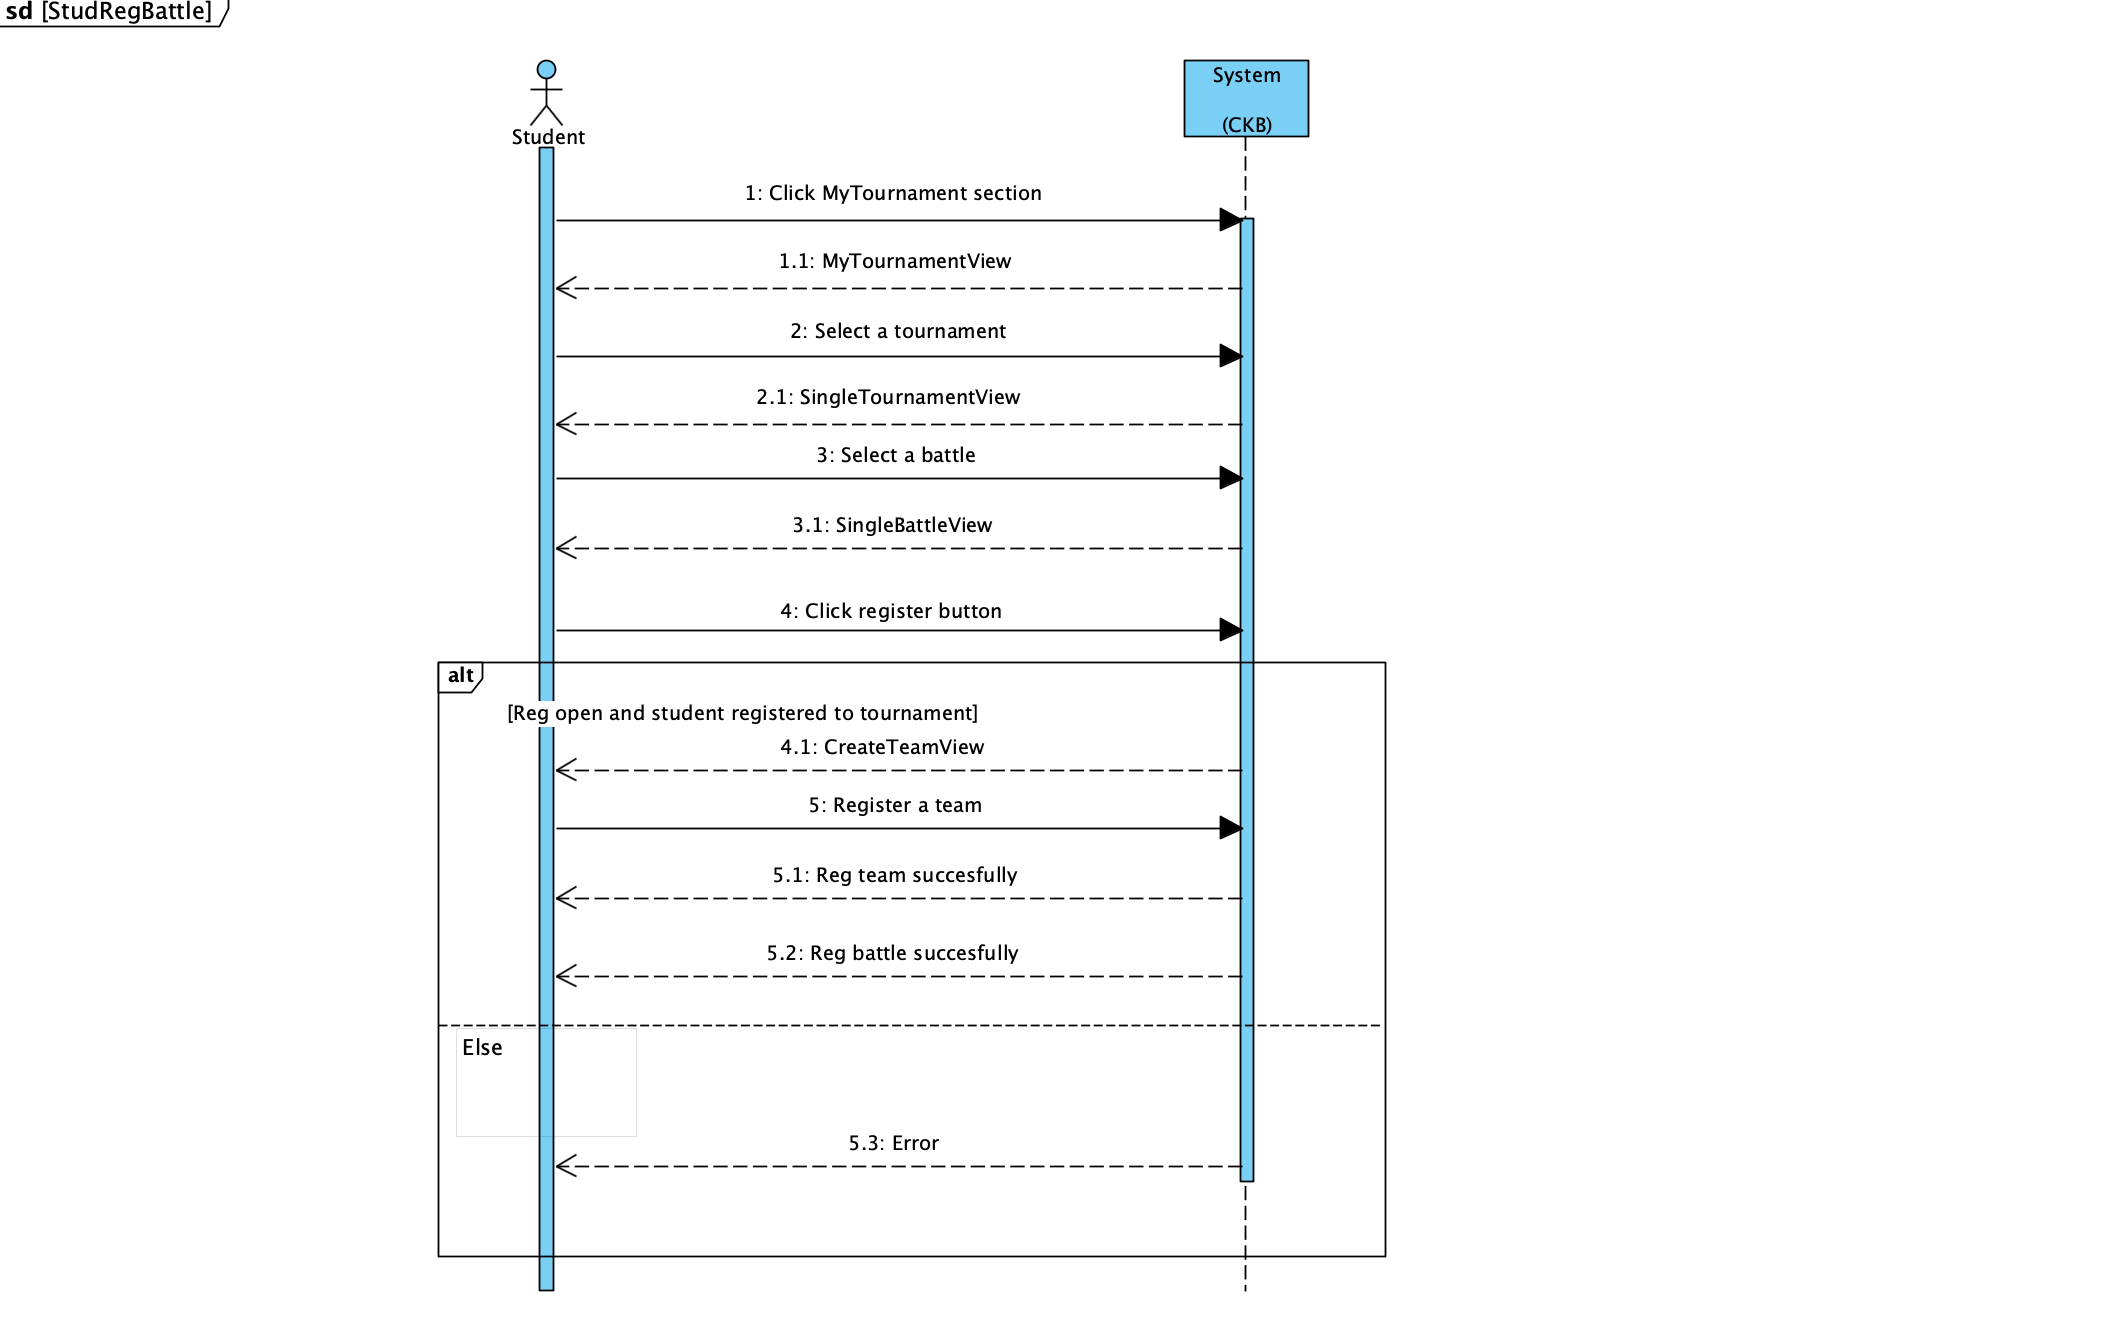 sd [StudRegBattle]
Student
System
(CKB)
1: Click MyTournament section
1.1: MyTournamentView
2: Select a tournament
2.1: SingleTournamentView
3: Select a battle
3.1: SingleBattleView
4: Click register button
alt
[Reg open and student registered to tournament]
4.1: CreateTeamView
5: Register a team
5.1: Reg team succesfully
5.2: Reg battle succesfully
Else
5.3: Error